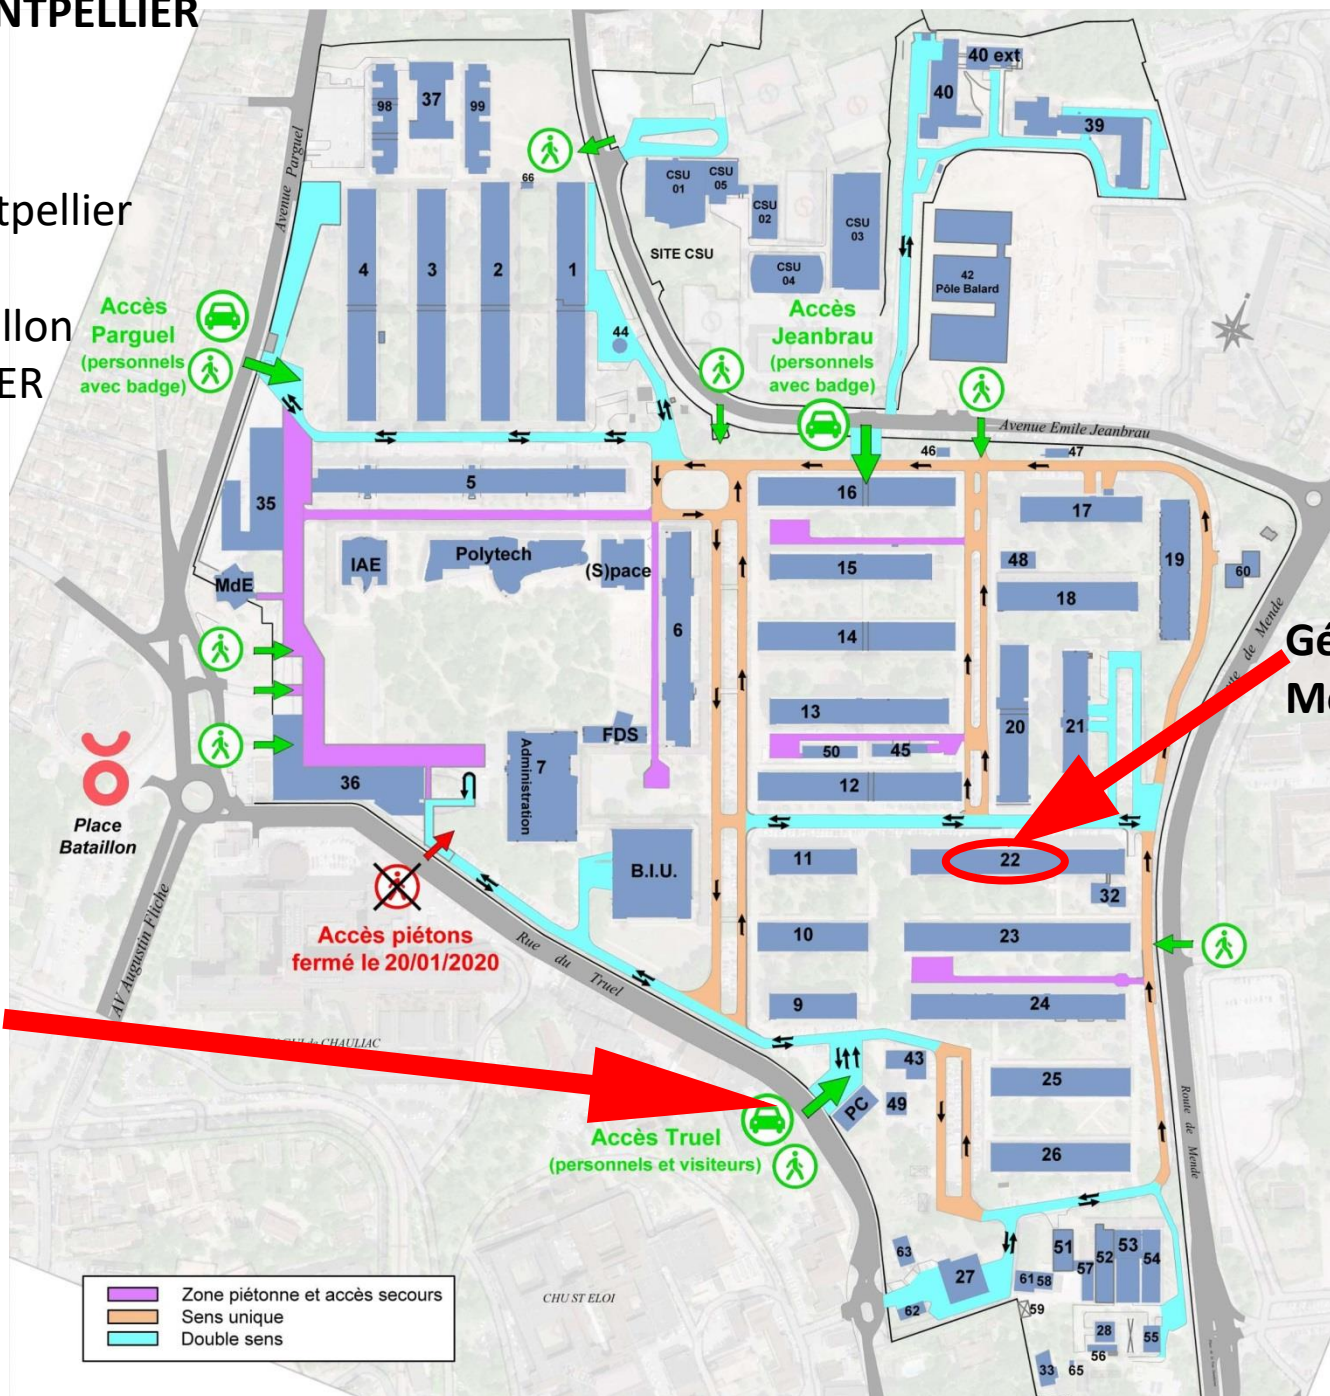 NTPELLIER
tpellier
llon
ER
Avenue Parguel
98
37
99
66
4
3
2
1
44
CSU
01
CSU
05
CSU
02
CSU
03
CSU
04
SITE CSU
40
40 ext
39
42
Pôle Balard
Accès
Parguel
(personnels
avec badge)
Accès
Jeanbrau
(personnels
avec badge)
Avenue Emile Jeanbrau
46
47
5
35
16
17
IAE
Polytech
(S)pace
MdE
15
48
19
60
18
6
14
Gé
Mo
Route de Mende
13
20
21
FDS
50
45
Administration
7
12
36
Place
Bataillon
AV Augustin Fliche
11
22
32
B.I.U.
Accès piétons
fermé le 20/01/2020
Rue du Truel
10
23
9
24
CHAULIAC
43
25
PC
49
Accès Truel
(personnels et visiteurs)
26
Route de Mende
63
27
62
51
57
52
53
54
61
58
59
28
56
55
33
65
CHU ST ELOI
Zone piétonne et accès secours
Sens unique
Double sens